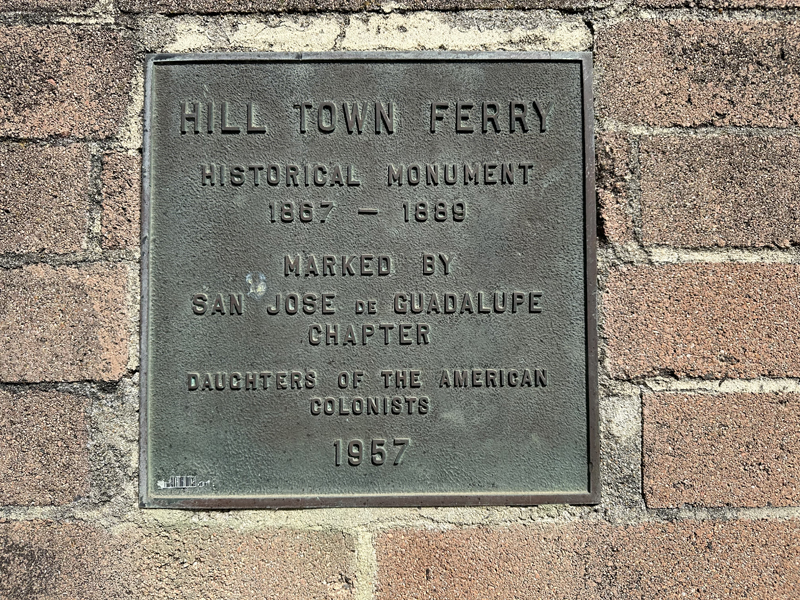 HILL TOWN FERRY
HISTORICAL MONUMENT
1867 — 1889
MARKED BY
SAN JOSE DE GUADALUPE
CHAPTER
DAUGHTERS OF THE AMERICAN
COLONISTS
1957